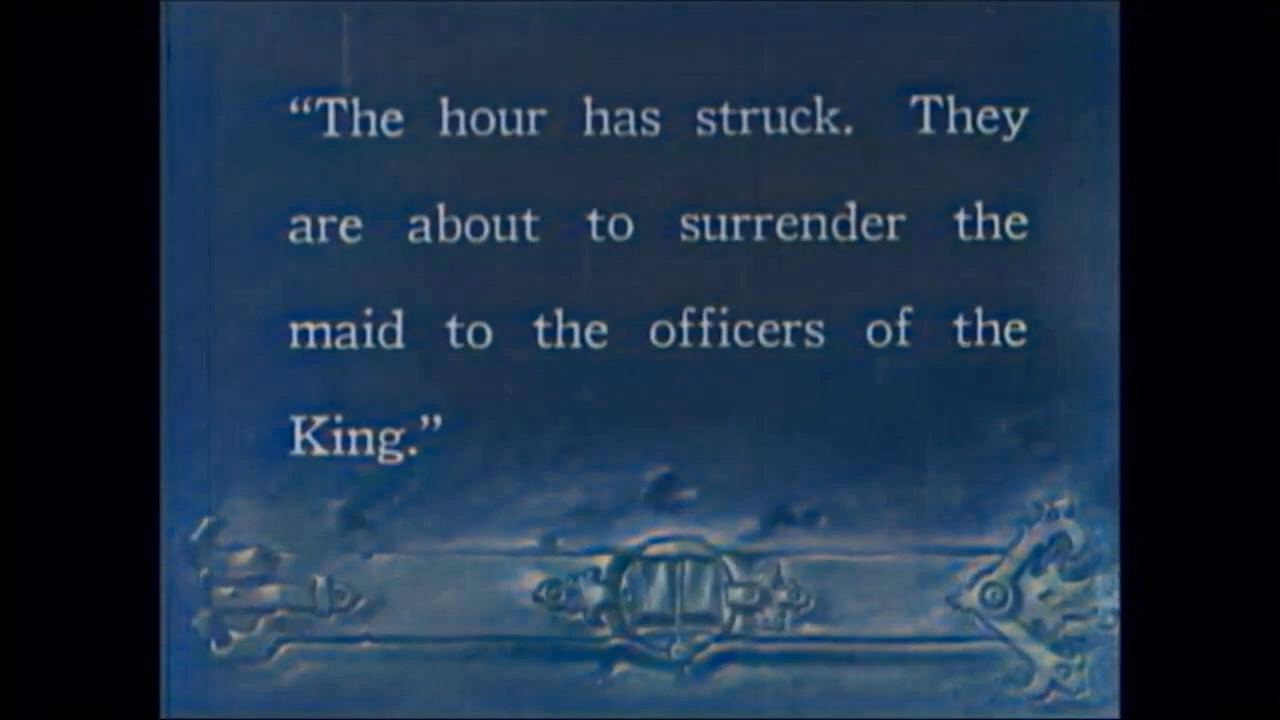 “The hour has struck. They
are about to surrender the
maid to the officers of the
King.”